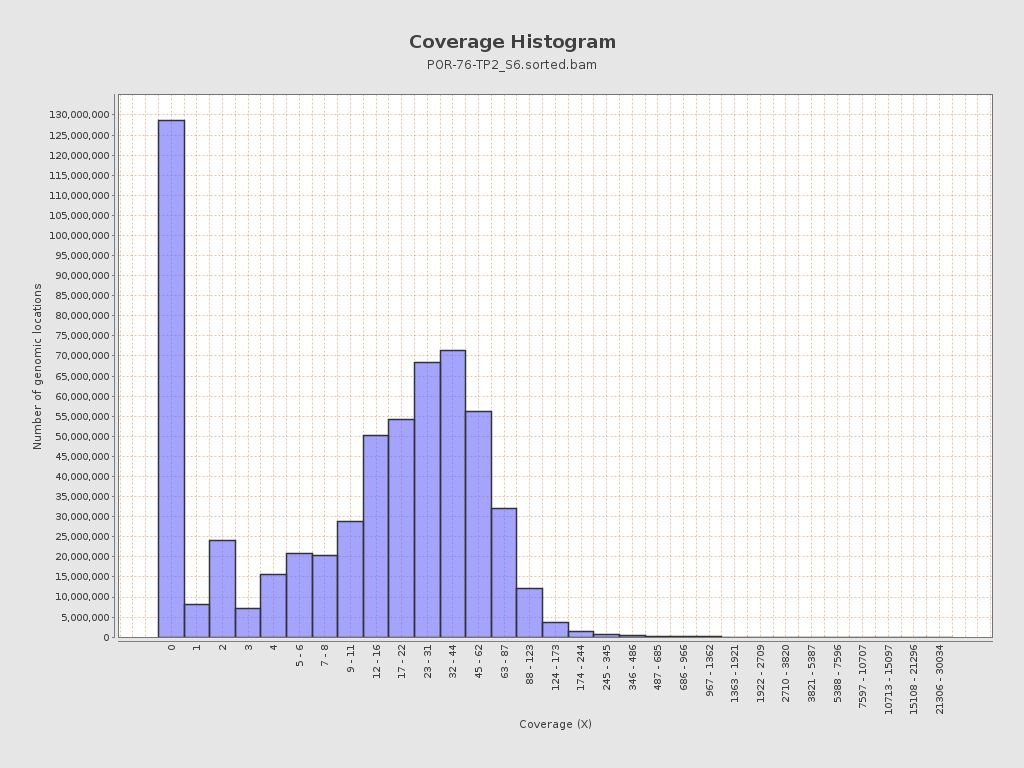 Coverage Histogram
POR-76-TP2_S6.sorted.bam
Number of genomic locations
130,000,000
125,000,000
120,000,000
115,000,000
110,000,000
105,000,000
100,000,000
95,000,000
90,000,000
85,000,000
80,000,000
75,000,000
70,000,000
65,000,000
60,000,000
55,000,000
50,000,000
45,000,000
40,000,000
35,000,000
30,000,000
25,000,000
20,000,000
15,000,000
10,000,000
5,000,000
0
0
1
2
3
4
5 - 6
7 - 8
9 - 11
12 - 16
17 - 22
23 - 31
32 - 44
45 - 62
63 - 87
88 - 123
124 - 173
174 - 244
245 - 345
346 - 486
487 - 685
686 - 966
967 - 1362
1363 - 1921
1922 - 2709
2710 - 3820
3821 - 5387
5388 - 7596
7597 - 10707
10713 - 15097
15108 - 21296
21306 - 30034
Coverage (X)